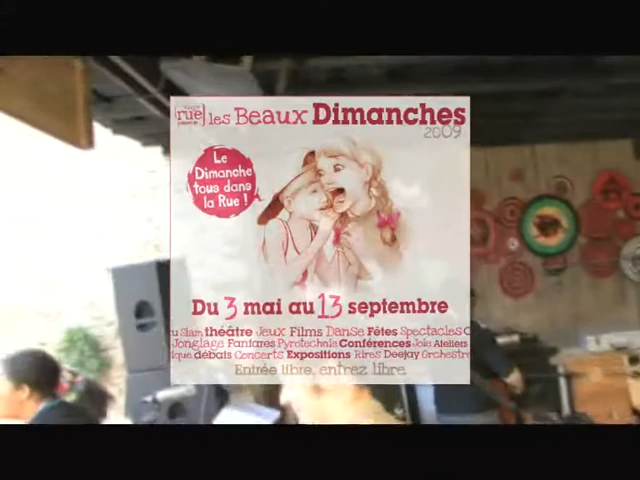 rue les Beaux Dimanches
2009
Le
Dimanche
tous dans
la Rue !
Du 3 mai au 13 septembre
Slam théâtre Jeux Films Danse Fêtes Spectacles
Jonglage Fanfares Pyrotechnie Conférences Joie Ateliers
débats Concerts Expositions Rires Deejay Orchestre
Entrée libre, entrez libre.